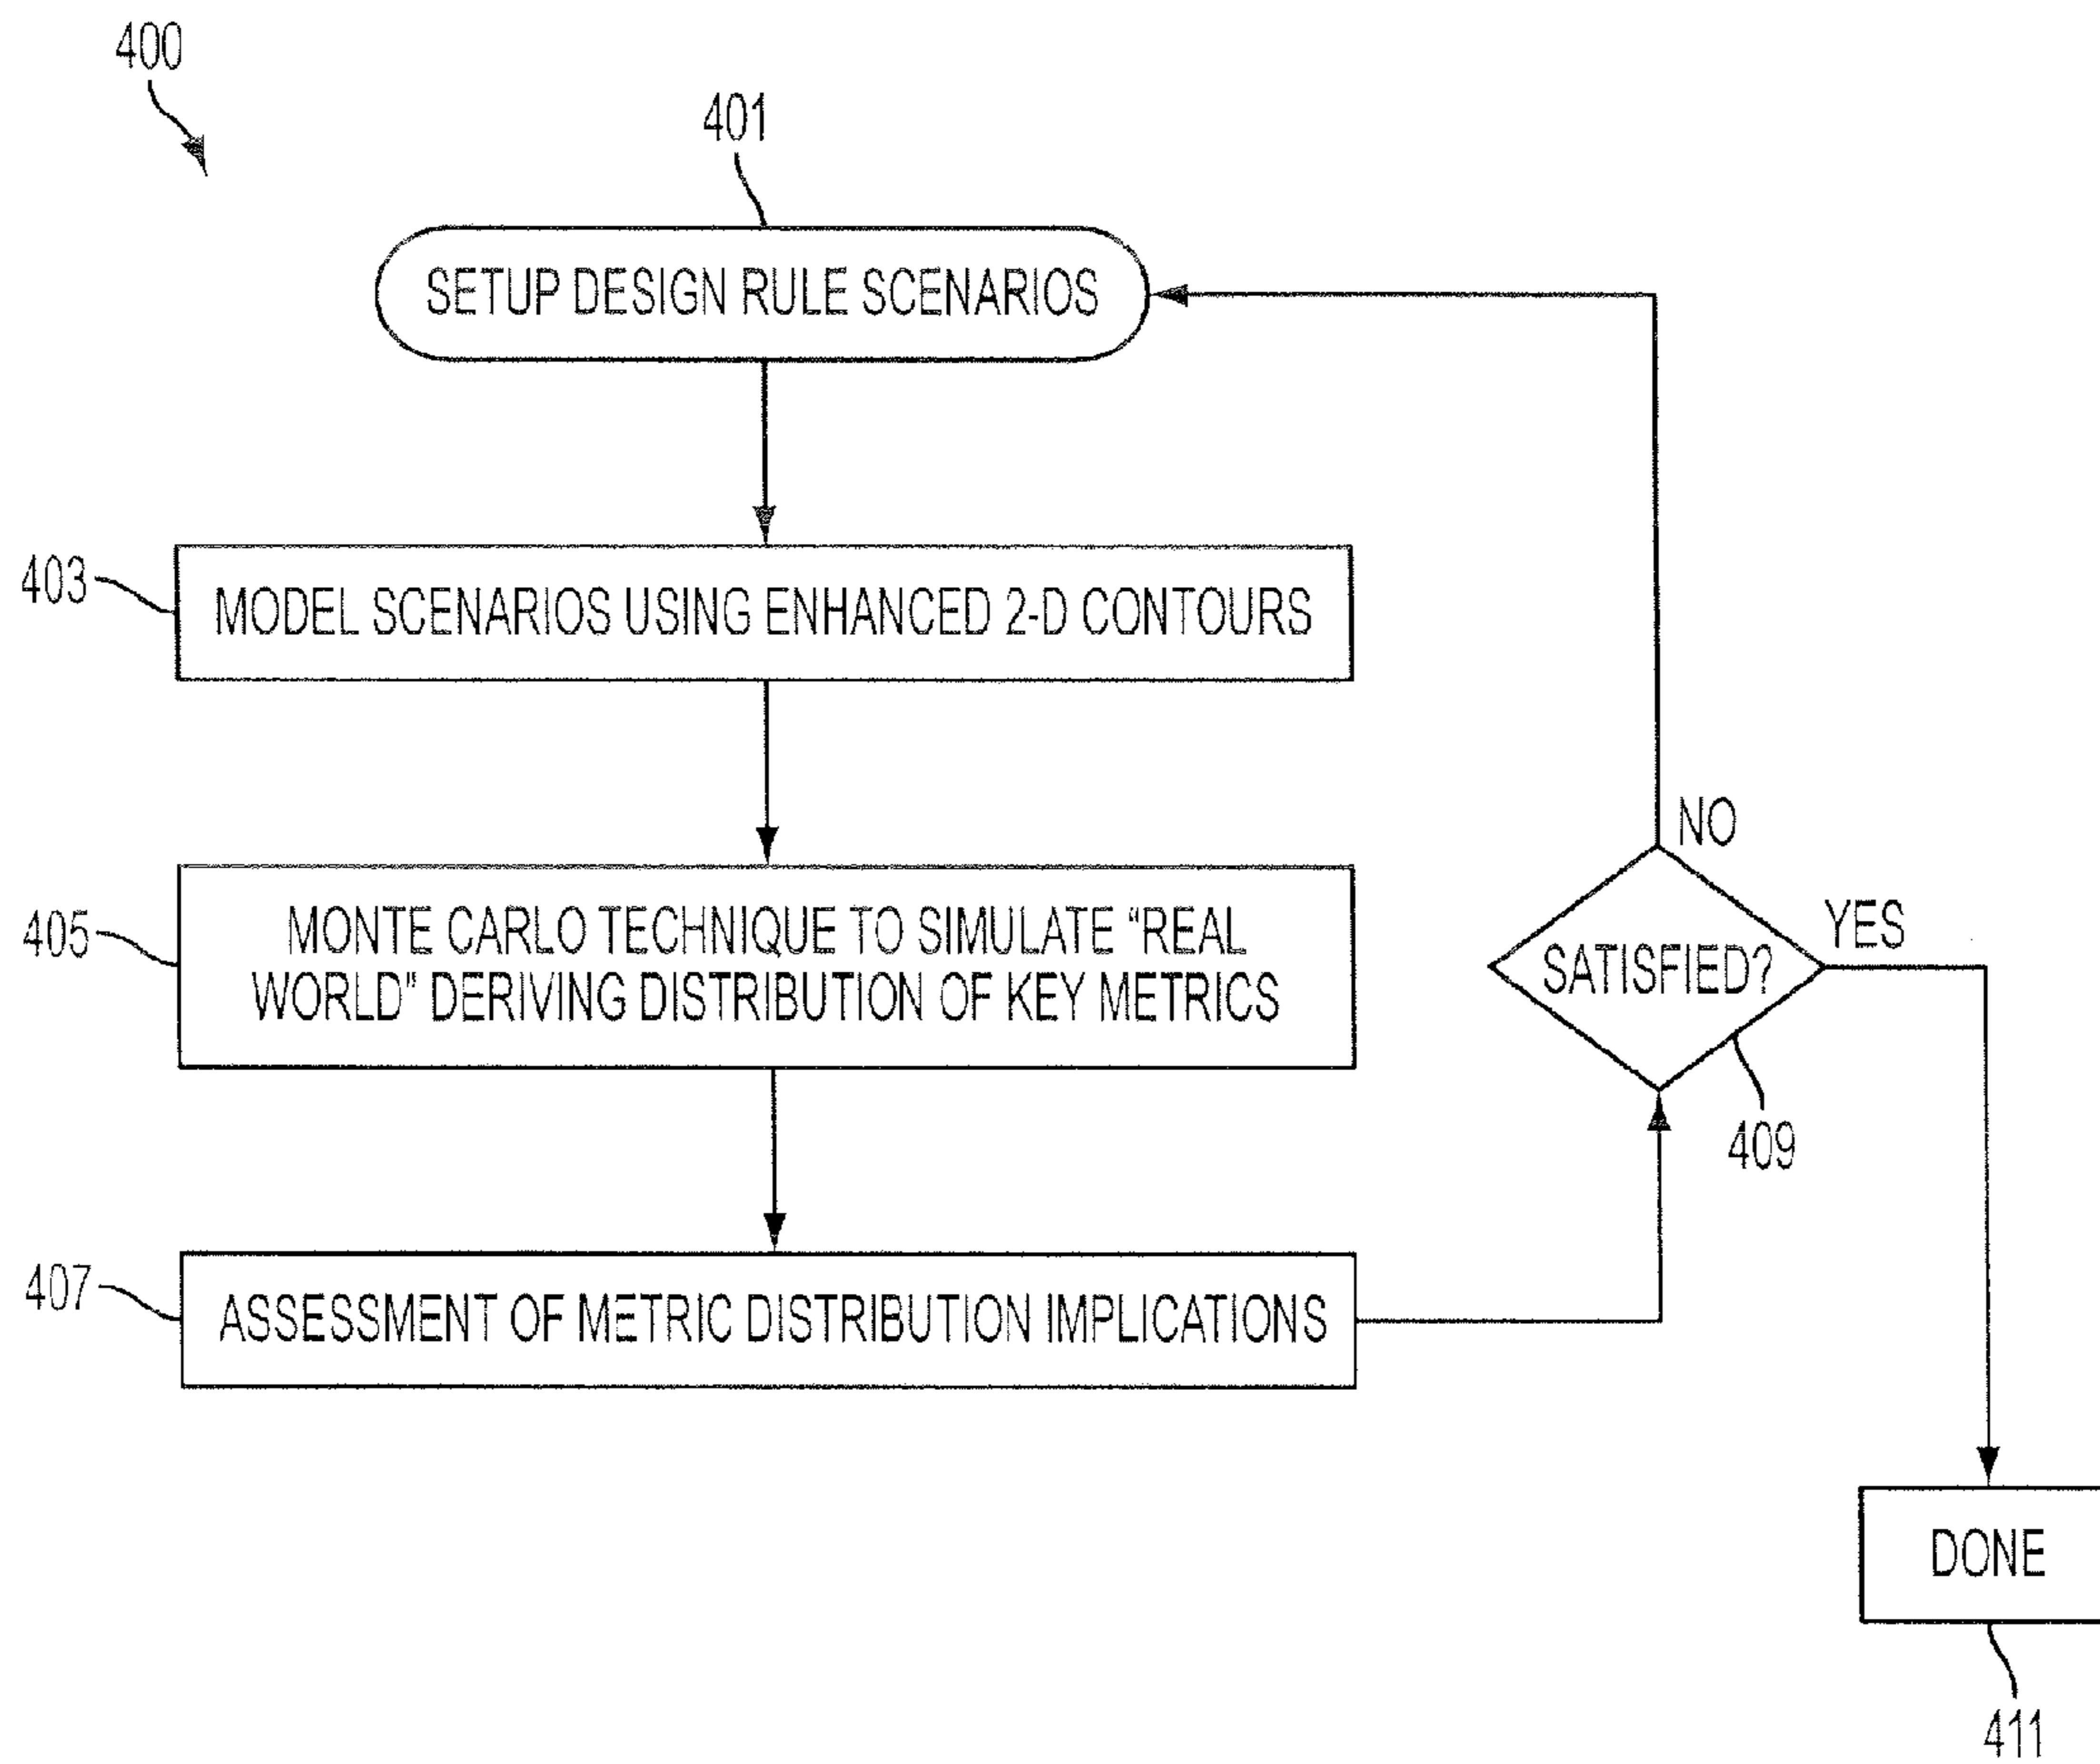 400
401
SETUP DESIGN RULE SCENARIOS
403
MODEL SCENARIOS USING ENHANCED 2-D CONTOURS
405
MONTE CARLO TECHNIQUE TO SIMULATE “REAL
WORLD” DERIVING DISTRIBUTION OF KEY METRICS
407
ASSESSMENT OF METRIC DISTRIBUTION IMPLICATIONS
NO
YES
SATISFIED?
409
DONE
411